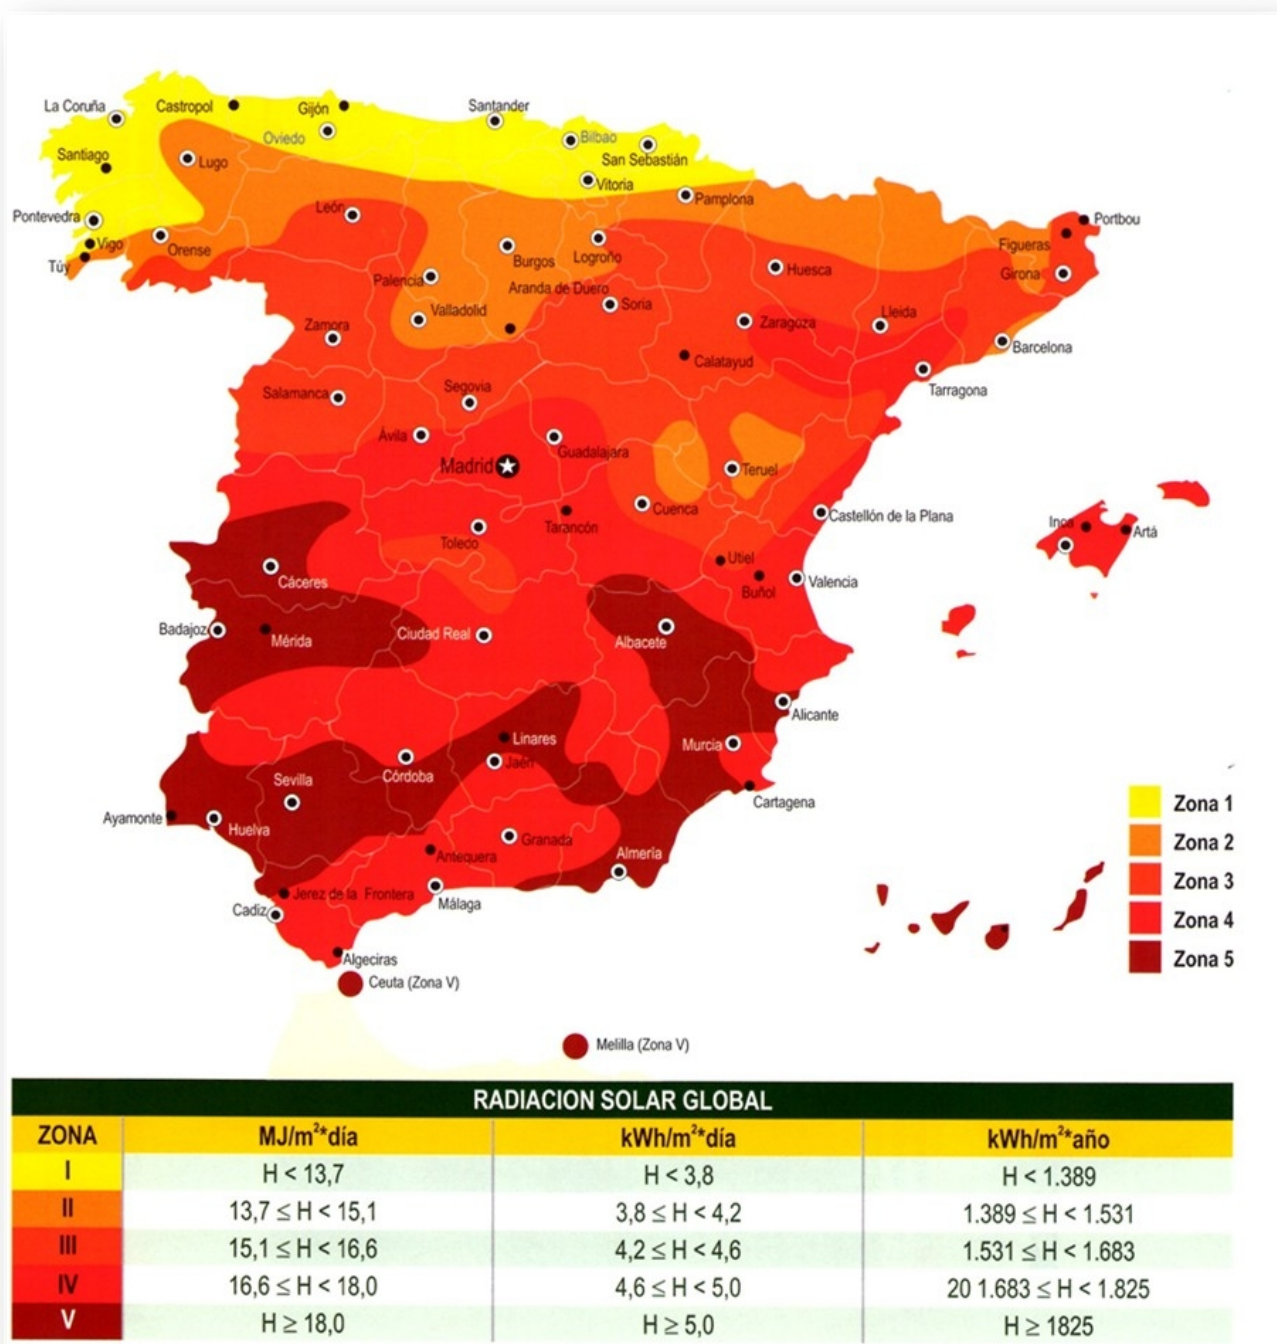 La Coruña
Castropol
Gijón
Santander
Oviedo
Bilbao
San Sebastián
Santiago
Lugo
Vitoria
Pamplona
León
Pontevedra
Portbou
Vigo
Orense
Burgos
Logroño
Figueras
Túy
Huesca
Girona
Palencia
Aranda de Duero
Soria
Valladolid
Lleida
Zamora
Zaragoza
Barcelona
Calatayud
Segovia
Tarragona
Salamanca
Ávila
Guadalajara
Madrid
Teruel
Cuenca
Castellón de la Plana
Tarancón
Inca
Artá
Toledo
Utiel
Cáceres
Buñol
Valencia
Badajoz
Mérida
Ciudad Real
Albacete
Alicante
Linares
Murcia
Jaén
Córdoba
Sevilla
Cartagena
Ayamonte
Huelva
Granada
Antequera
Almería
Jerez de la Frontera
Málaga
Cadiz
Algeciras
Ceuta (Zona V)
Melilla (Zona V)
Zona 1
Zona 2
Zona 3
Zona 4
Zona 5
RADIACION SOLAR GLOBAL
ZONA MJ/m²*día kWh/m²*día kWh/m²*año
I H < 13,7 H < 3,8 H < 1.389
II 13,7 ≤ H < 15,1 3,8 ≤ H < 4,2 1.389 ≤ H < 1.531
III 15,1 ≤ H < 16,6 4,2 ≤ H < 4,6 1.531 ≤ H < 1.683
IV 16,6 ≤ H < 18,0 4,6 ≤ H < 5,0 20 1.683 ≤ H < 1.825
V H ≥ 18,0 H ≥ 5,0 H ≥ 1825